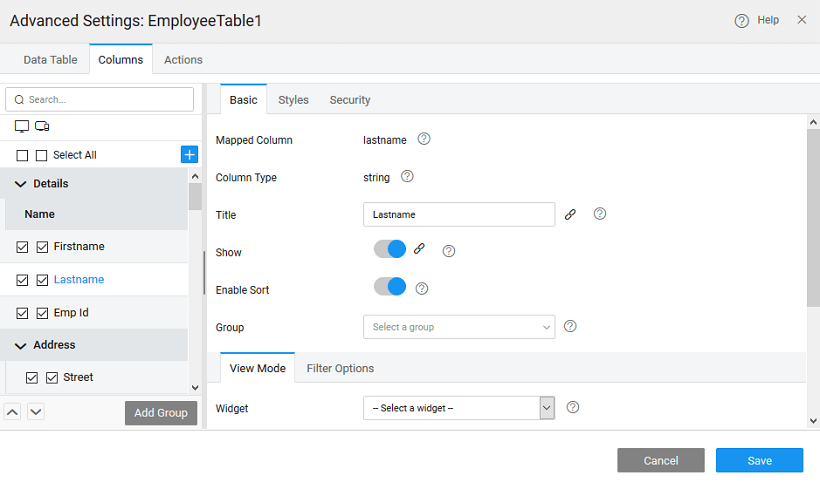 Advanced Settings: EmployeeTable1
Help
Data Table
Columns
Actions
Search...
Select All
Details
Name
Firstname
Lastname
Emp Id
Address
Street
Add Group
Basic
Styles
Security
Mapped Column
lastname
Column Type
string
Title
Lastname
Show
Enable Sort
Group
Select a group
View Mode
Filter Options
Widget
-- Select a widget --
Cancel
Save